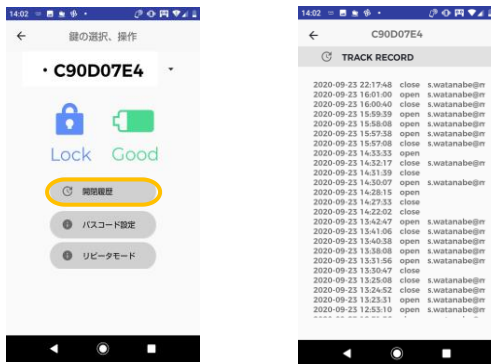 14:02
鍵の選択、操作
・C90D07E4
Lock Good
開閉履歴
パスコード設定
リピータモード
14:02
C90D07E4
TRACK RECORD
2020-09-23 22:17:48 close s.watanabe@m
2020-09-23 16:01:00 open s.watanabe@m
2020-09-23 16:00:40 close s.watanabe@m
2020-09-23 15:59:39 open s.watanabe@m
2020-09-23 15:58:08 open s.watanabe@m
2020-09-23 15:57:38 open s.watanabe@m
2020-09-23 15:57:08 close s.watanabe@m
2020-09-23 14:33:33 open
2020-09-23 14:32:17 close s.watanabe@m
2020-09-23 14:31:39 close
2020-09-23 14:30:07 open s.watanabe@m
2020-09-23 14:28:15 open
2020-09-23 14:27:33 close
2020-09-23 14:22:02 close
2020-09-23 13:42:47 open s.watanabe@m
2020-09-23 13:41:06 close s.watanabe@m
2020-09-23 13:40:38 open s.watanabe@m
2020-09-23 13:38:08 open s.watanabe@m
2020-09-23 13:31:56 open s.watanabe@m
2020-09-23 13:30:47 close
2020-09-23 13:25:08 close s.watanabe@m
2020-09-23 13:24:52 close s.watanabe@m
2020-09-23 13:23:31 open s.watanabe@m
2020-09-23 12:53:10 open s.watanabe@m